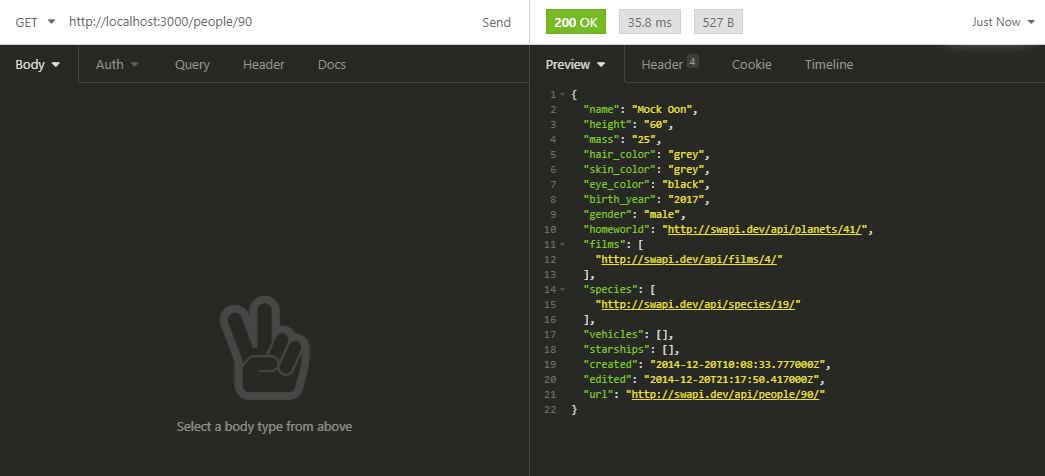 GET http://localhost:3000/people/90 Send
200 OK 35.8 ms 527 B Just Now
Body Auth Query Header Docs
Preview Header 4 Cookie Timeline
1 {
2 "name": "Mock Oon",
3 "height": "60",
4 "mass": "25",
5 "hair_color": "grey",
6 "skin_color": "grey",
7 "eye_color": "black",
8 "birth_year": "2017",
9 "gender": "male",
10 "homeworld": "http://swapi.dev/api/planets/41/",
11 "films": [
12 "http://swapi.dev/api/films/4/"
13 ],
14 "species": [
15 "http://swapi.dev/api/species/19/"
16 ],
17 "vehicles": [],
18 "starships": [],
19 "created": "2014-12-20T10:08:33.777000Z",
20 "edited": "2014-12-20T21:17:50.417000Z",
21 "url": "http://swapi.dev/api/people/90/"
22 }
Select a body type from above